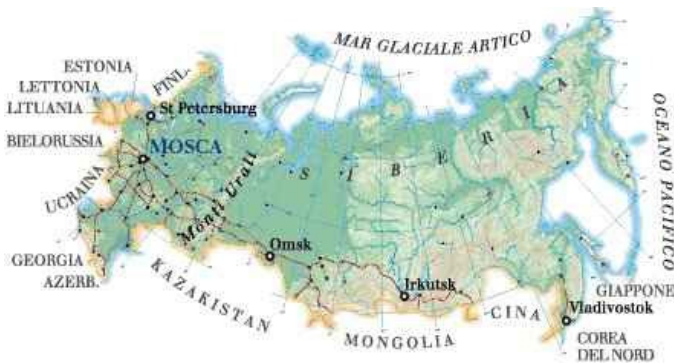 MAR GLACIALE ARTICO
ESTONIA
FINL.
LETTONIA
LITUANIA
St Petersburg
BIELORUSSIA
MOSCA
SIBERIA
OCEANO PACIFICO
UCRAINA
Monti Urali
Omsk
GEORGIA
AZERB.
KAZAKISTAN
Irkutsk
MONGOLIA
CINA
GIAPPONE
Vladivostok
COREA
DEL NORD